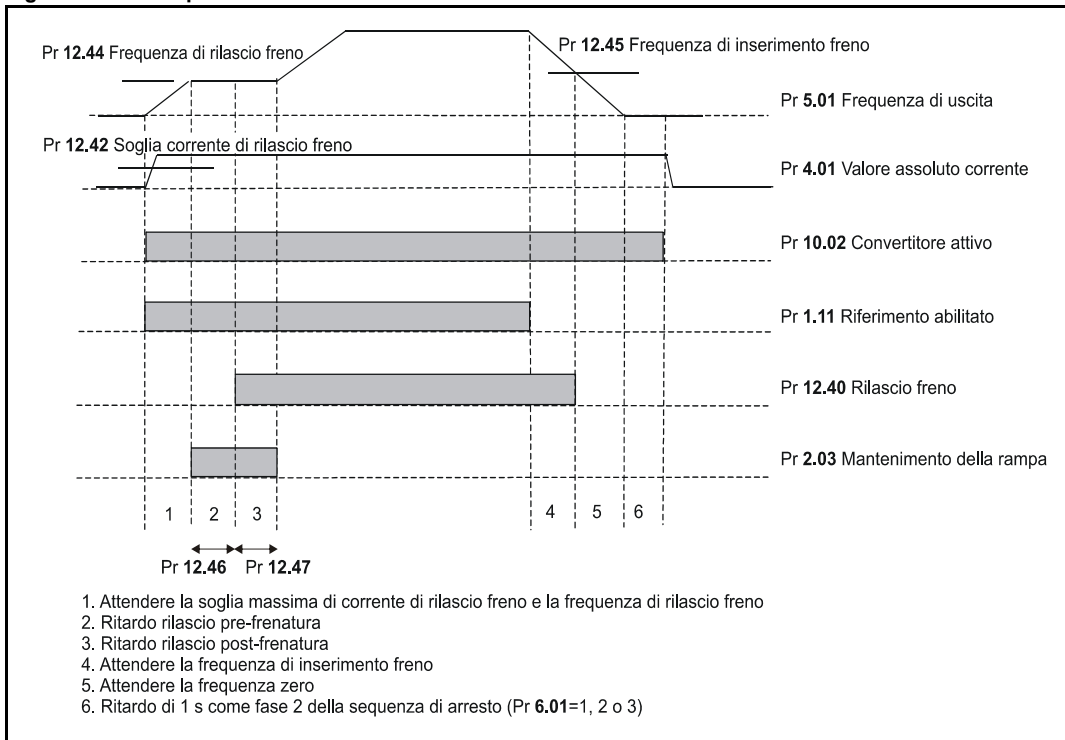 Pr 12.44 Frequenza di rilascio freno
Pr 12.45 Frequenza di inserimento freno
Pr 5.01 Frequenza di uscita
Pr 12.42 Soglia corrente di rilascio freno
Pr 4.01 Valore assoluto corrente
Pr 10.02 Convertitore attivo
Pr 1.11 Riferimento abilitato
Pr 12.40 Rilascio freno
Pr 2.03 Mantenimento della rampa
1 2 3 4 5 6
Pr 12.46 Pr 12.47
1. Attendere la soglia massima di corrente di rilascio freno e la frequenza di rilascio freno
2. Ritardo rilascio pre-frenatura
3. Ritardo rilascio post-frenatura
4. Attendere la frequenza di inserimento freno
5. Attendere la frequenza zero
6. Ritardo di 1 s come fase 2 della sequenza di arresto (Pr 6.01=1, 2 o 3)